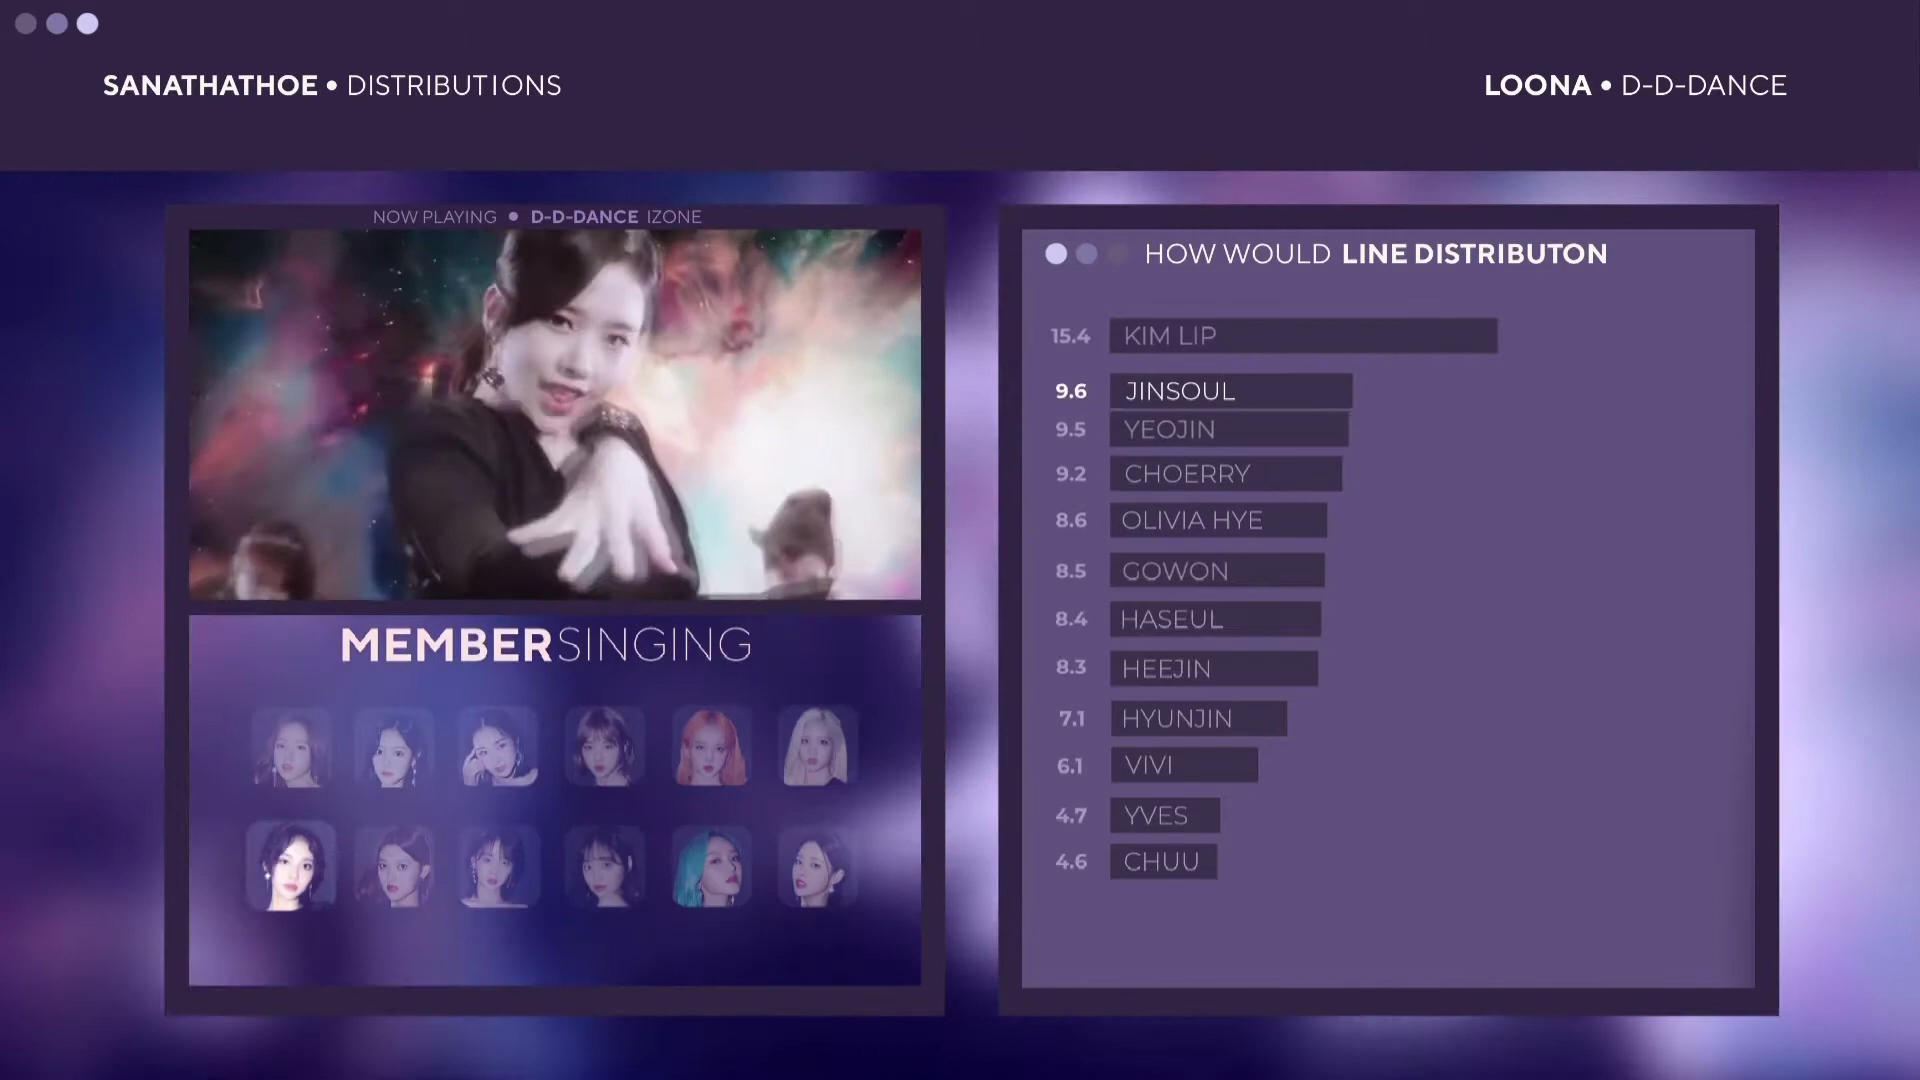 SANATHATHOE • DISTRIBUTIONS
LOONA • D-D-DANCE
NOW PLAYING • D-D-DANCE IZONE
HOW WOULD LINE DISTRIBUTON
15.4 KIM LIP
9.6 JINSOUL
9.5 YEOJIN
9.2 CHOERRY
8.6 OLIVIA HYE
8.5 GOWON
8.4 HASEUL
8.3 HEEJIN
7.1 HYUNJIN
6.1 VIVI
4.7 YVES
4.6 CHUU
MEMBERSINGING